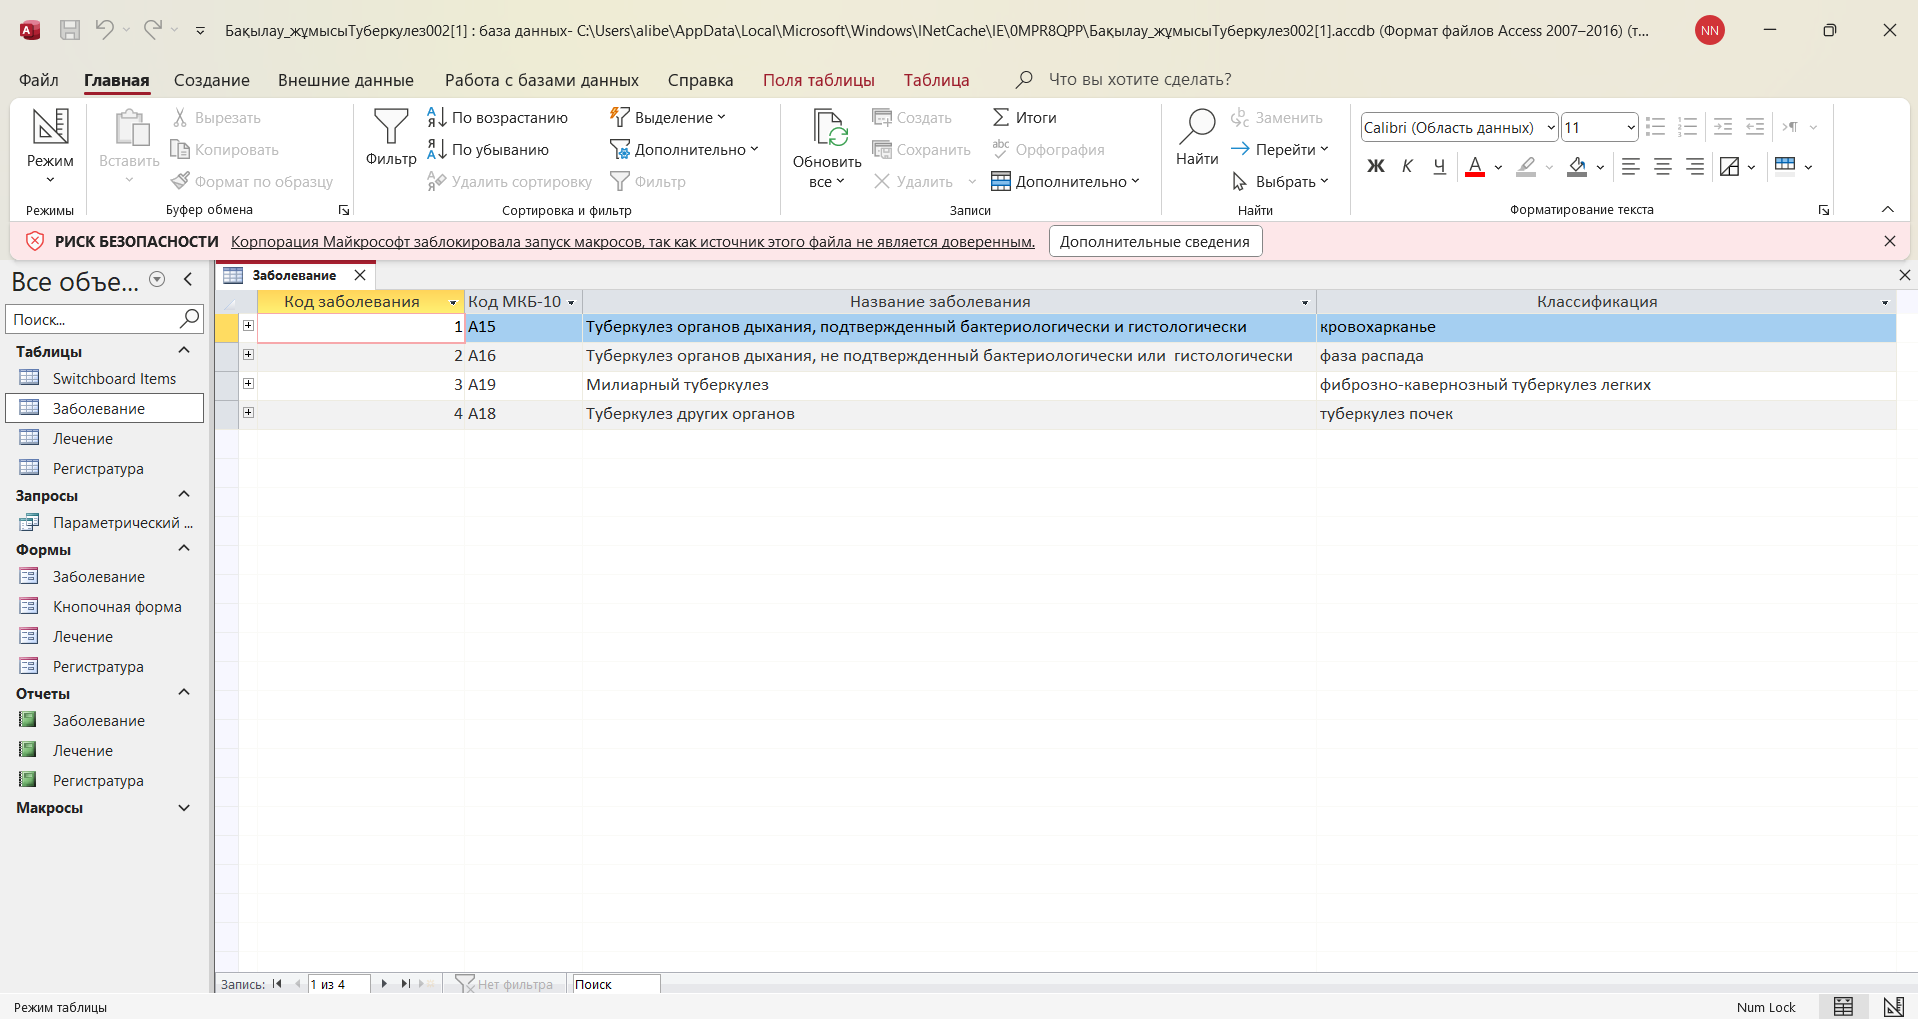 Бақылау_жұмысыТуберкулез002[1] : база данных- C:\Users\alibe\AppData\Local\Microsoft\Windows\INetCache\IE\0MPR8QPP\Бақылау_жұмысыТуберкулез002[1].accdb (Формат файлов Access 2007–2016) (т... NN
Файл Главная Создание Внешние данные Работа с базами данных Справка Поля таблицы Таблица Что вы хотите сделать?
Режим
Режимы
Вставить
Вырезать
Копировать
Формат по образцу
Буфер обмена
Фильтр
По возрастанию
По убыванию
Удалить сортировку
Выделение
Дополнительно
Фильтр
Сортировка и фильтр
Обновить
все
Создать
Сохранить
Удалить
Итоги
Орфография
Дополнительно
Записи
Найти
Заменить
Перейти
Выбрать
Найти
Calibri (Область данных) 11
Ж К Ч А
Форматирование текста
РИСК БЕЗОПАСНОСТИ Корпорация Майкрософт заблокировала запуск макросов, так как источник этого файла не является доверенным. Дополнительные сведения
Все объе...
Поиск...
Таблицы
Switchboard Items
Заболевание
Лечение
Регистратура
Запросы
Параметрический ...
Формы
Заболевание
Кнопочная форма
Лечение
Регистратура
Отчеты
Заболевание
Лечение
Регистратура
Макросы
Заболевание
Код заболевания Код МКБ-10 Название заболевания Классификация
1 A15 Туберкулез органов дыхания, подтвержденный бактериологически и гистологически кровохарканье
2 A16 Туберкулез органов дыхания, не подтвержденный бактериологически или  гистологически фаза распада
3 A19 Милиарный туберкулез фиброзно-кавернозный туберкулез легких
4 A18 Туберкулез других органов туберкулез почек
Запись: 1 из 4 Нет фильтра Поиск
Режим таблицы Num Lock